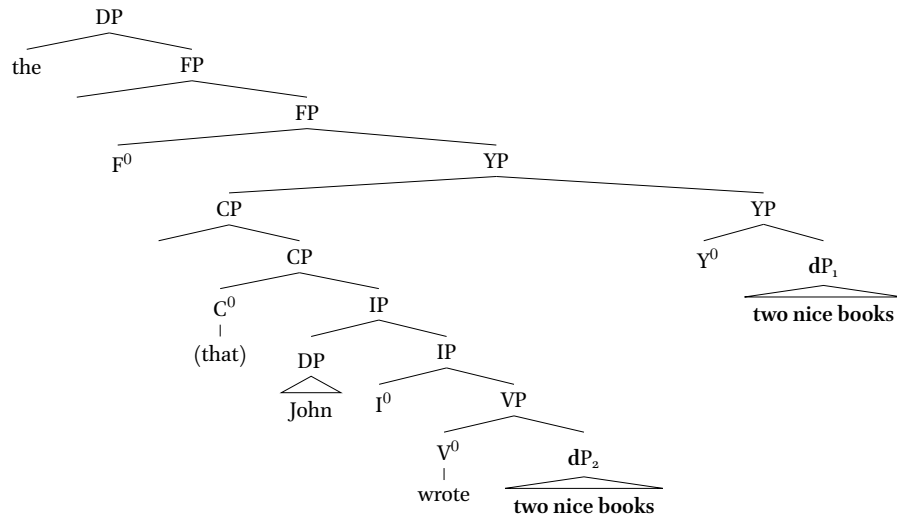 DP
the FP
FP
F⁰ YP
CP YP
CP Y⁰ dP₁
C⁰ IP two nice books
(that) DP IP
John I⁰ VP
V⁰ dP₂
wrote two nice books